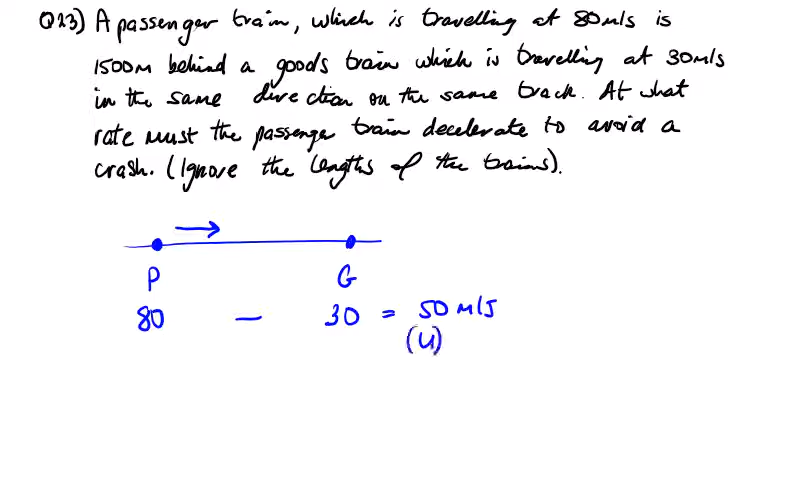 Q23) A passenger train, which is travelling at 80m/s is
1500m behind a goods train which is travelling at 30m/s
in the same direction on the same track. At what
rate must the passenger train decelerate to avoid a
crash. (Ignore the lengths of the trains).
P G
80 - 30 = 50 m/s
(u)